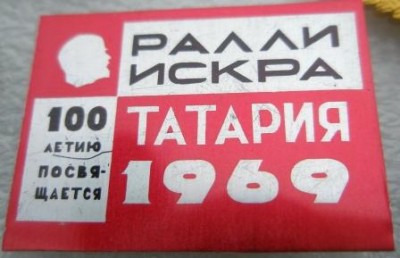 РАЛЛИ
ИСКРА
100
ЛЕТИЮ
ПОСВЯ-
ЩАЕТСЯ
ТАТАРИЯ
1969